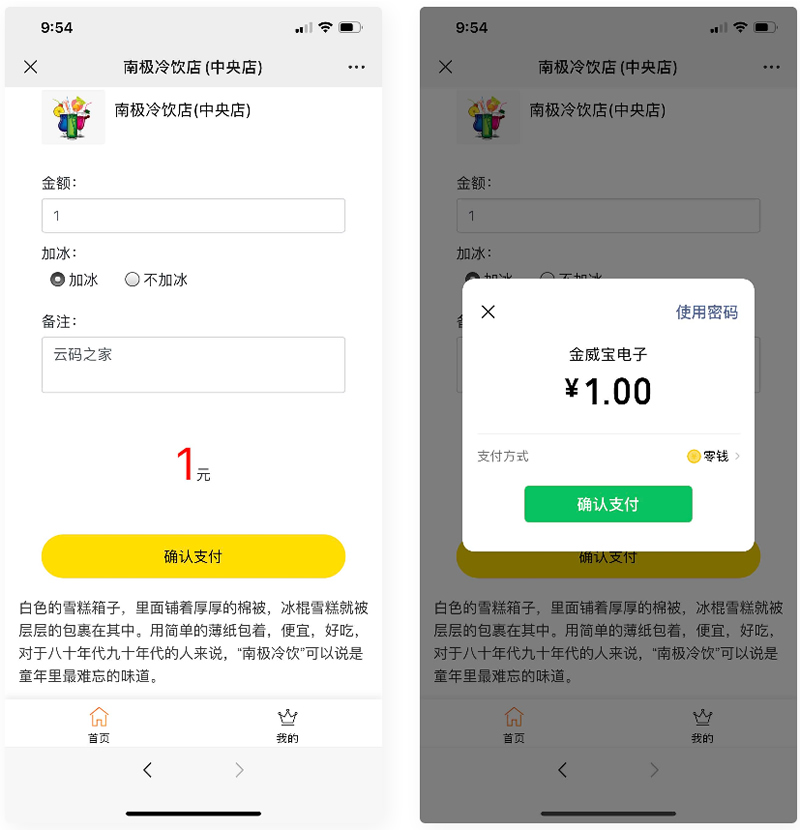 9:54
南极冷饮店(中央店)
南极冷饮店(中央店)
金额：
1
加冰：
加冰
不加冰
备注：
云码之家
1元
确认支付
白色的雪糕箱子，里面铺着厚厚的棉被，冰棍雪糕就被
层层的包裹在其中。用简单的薄纸包着，便宜，好吃，
对于八十年代九十年代的人来说，“南极冷饮”可以说是
童年里最难忘的味道。
首页
我的
9:54
南极冷饮店(中央店)
南极冷饮店(中央店)
金额：
1
加冰：
加冰
不加冰
使用密码
金威宝电子
¥1.00
支付方式
零钱
确认支付
确认支付
白色的雪糕箱子，里面铺着厚厚的棉被，冰棍雪糕就被
层层的包裹在其中。用简单的薄纸包着，便宜，好吃，
对于八十年代九十年代的人来说，“南极冷饮”可以说是
童年里最难忘的味道。
首页
我的